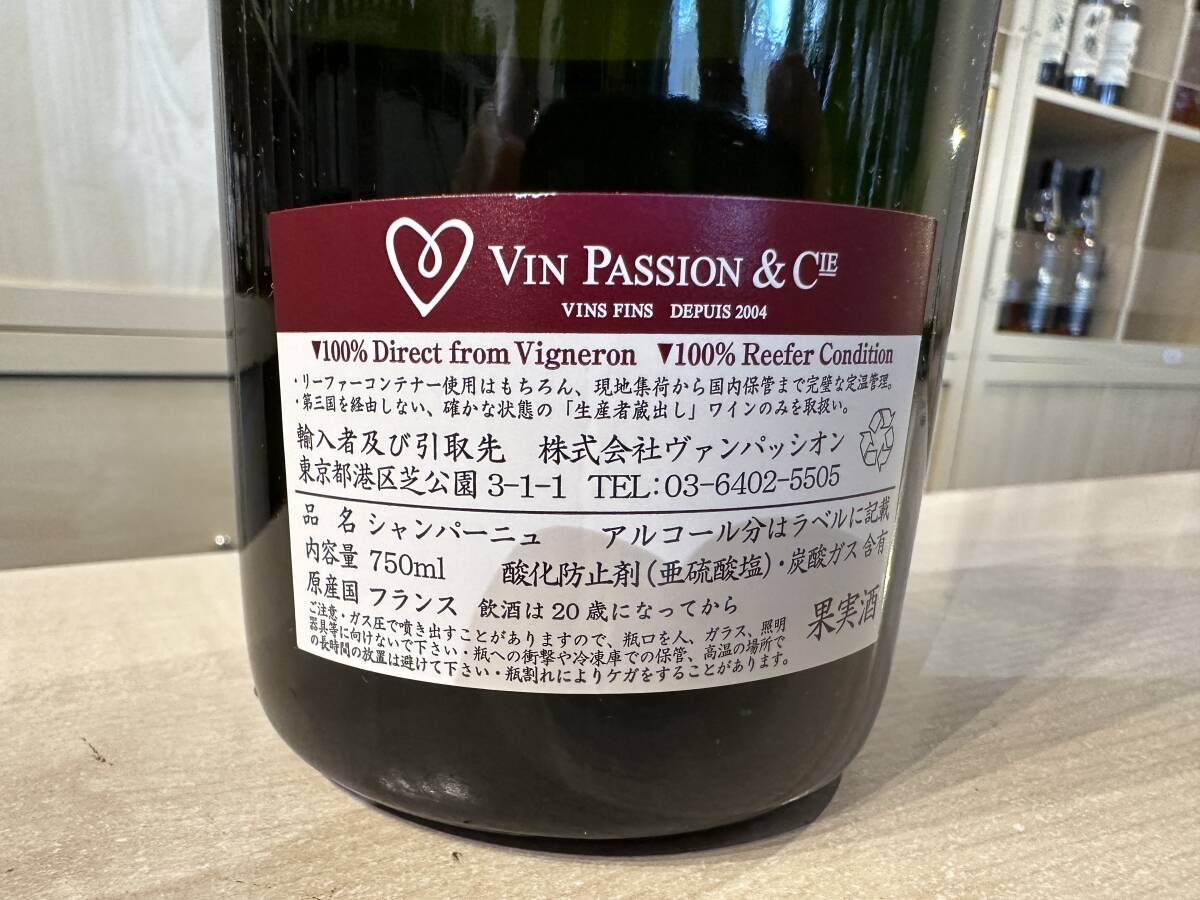 VIN PASSION & CIE
VINS FINS DEPUIS 2004
▼100% Direct from Vigneron ▼100% Reefer Condition
・リーファーコンテナー使用はもちろん、現地集荷から国内保管まで完璧な定温管理。
・第三国を経由しない、確かな状態の「生産者蔵出し」ワインのみを取扱い。
輸入者及び引取先 株式会社ヴァンパッシオン
東京都港区芝公園 3-1-1 TEL:03-6402-5505
品 名 シャンパーニュ アルコール分はラベルに記載
内容量 750ml 酸化防止剤(亜硫酸塩)・炭酸ガス含有
原産国 フランス 飲酒は20歳になってから 果実酒
ご注意・ガス圧で噴き出すことがありますので、瓶口を人、ガラス、照明
器具等に向けないで下さい・瓶への衝撃や冷凍庫での保管、高温の場所で
の長時間の放置は避けて下さい・瓶割れによりケガをすることがあります。